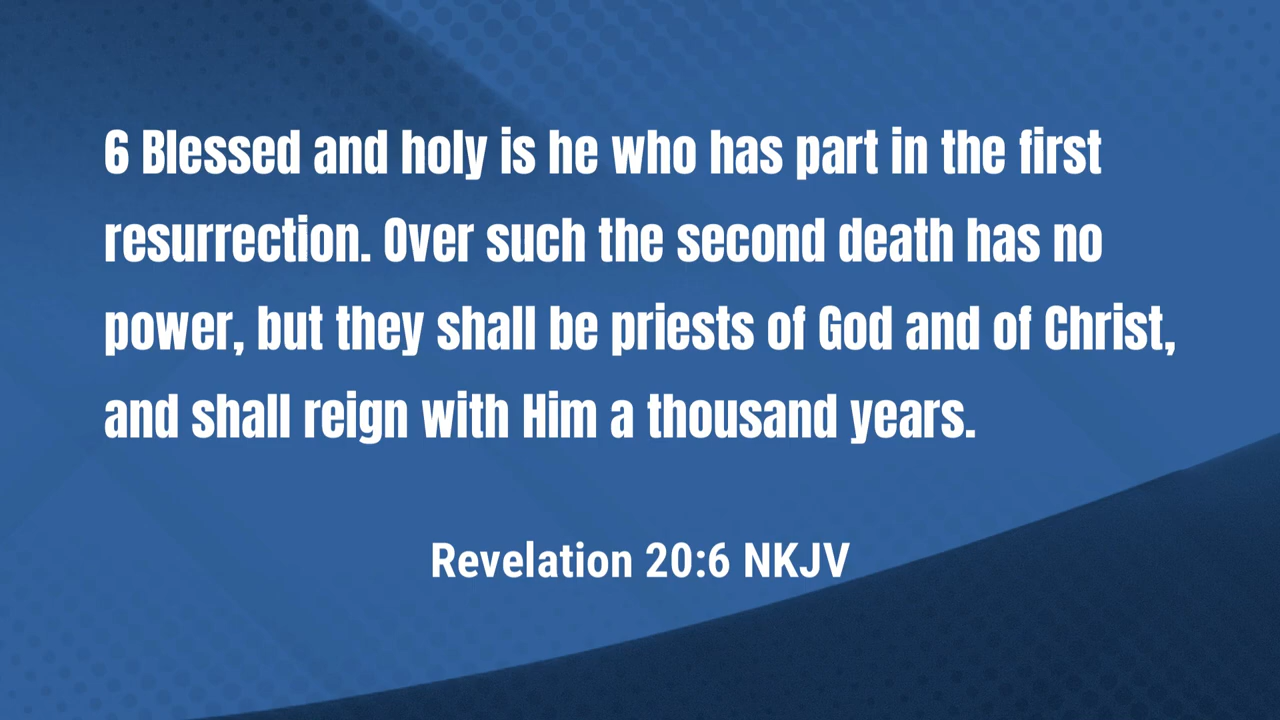 6 Blessed and holy is he who has part in the first
resurrection. Over such the second death has no
power, but they shall be priests of God and of Christ,
and shall reign with Him a thousand years.
Revelation 20:6 NKJV